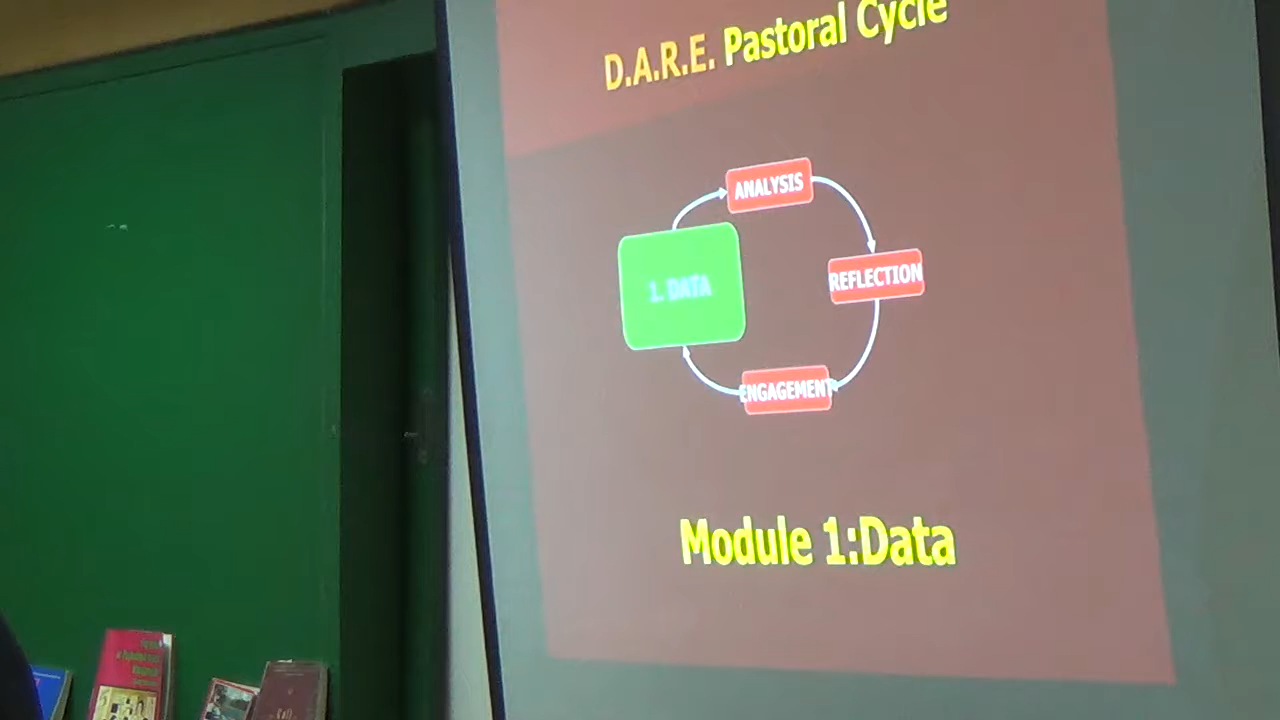 D.A.R.E. Pastoral Cycle
ANALYSIS
1. DATA
REFLECTION
ENGAGEMENT
Module 1:Data